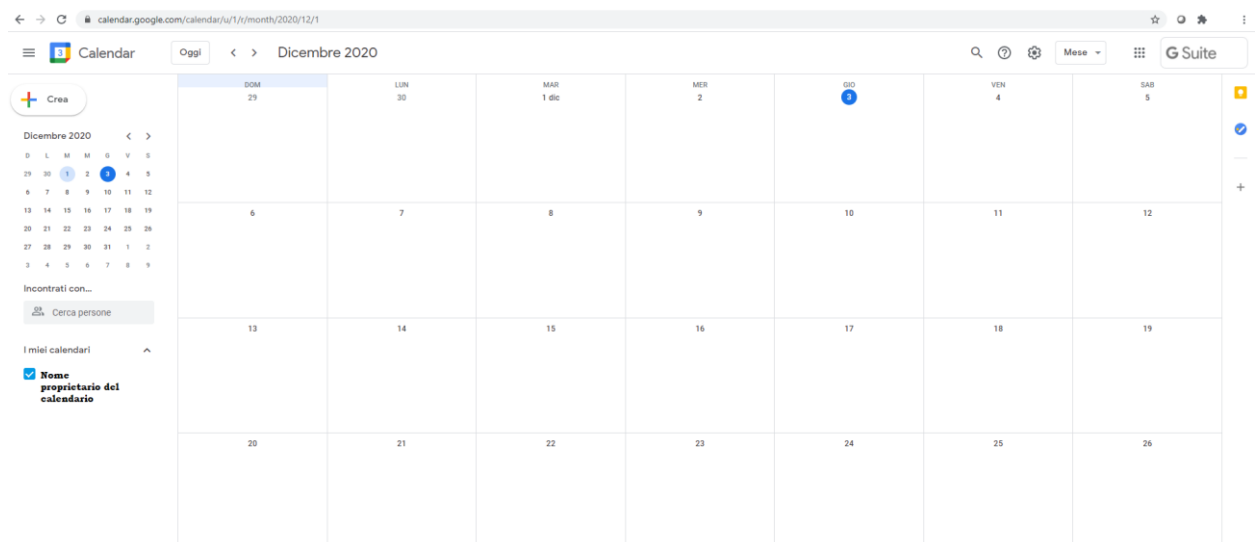 calendar.google.com/calendar/u/1/r/month/2020/12/1
3 Calendar Oggi Dicembre 2020 Mese G Suite
Crea
Dicembre 2020
D L M M G V S
29 30 1 2 3 4 5
6 7 8 9 10 11 12
13 14 15 16 17 18 19
20 21 22 23 24 25 26
27 28 29 30 31 1 2
3 4 5 6 7 8 9
Incontrati con...
Cerca persone
I miei calendari
Nome
proprietario del
calendario
DOM LUN MAR MER GIO VEN SAB
29 30 1 dic 2 3 4 5
6 7 8 9 10 11 12
13 14 15 16 17 18 19
20 21 22 23 24 25 26